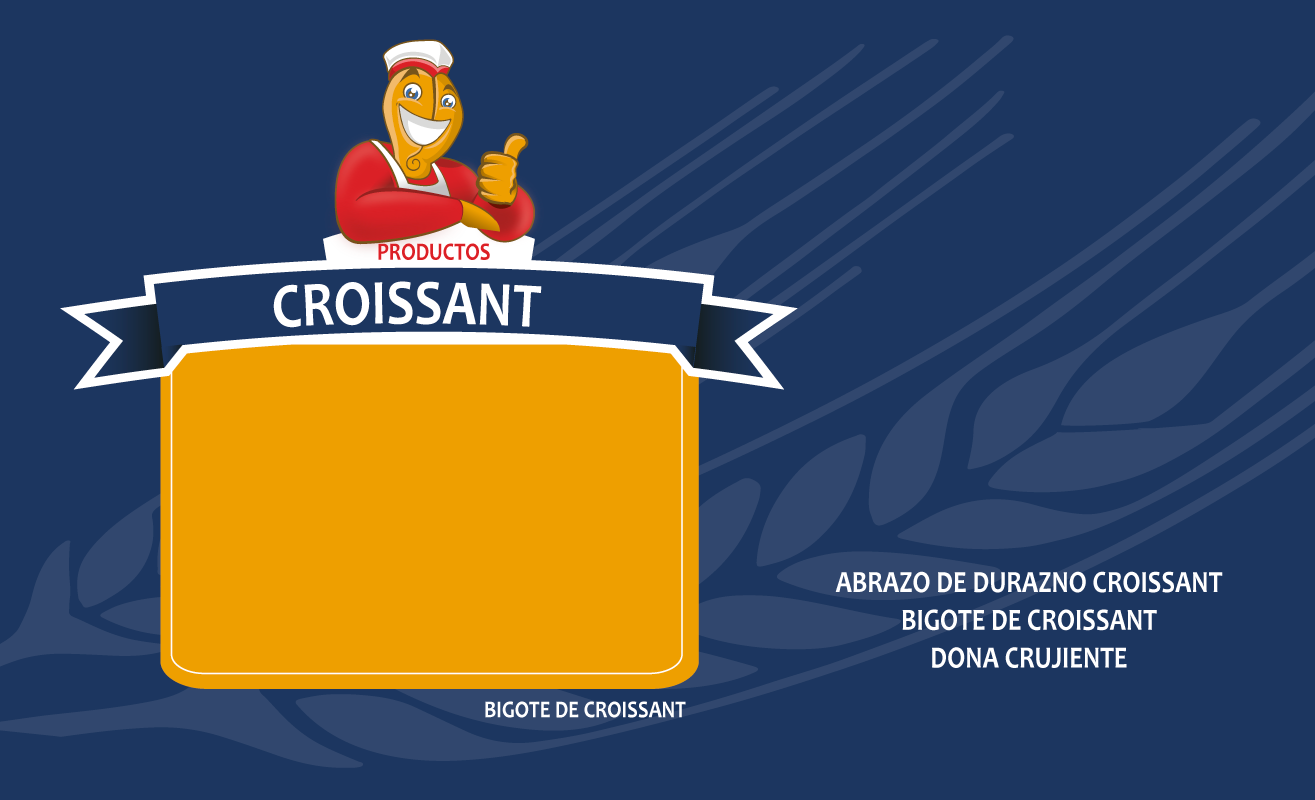 PRODUCTOS
CROISSANT
ABRAZO DE DURAZNO CROISSANT
BIGOTE DE CROISSANT
DONA CRUJIENTE
BIGOTE DE CROISSANT